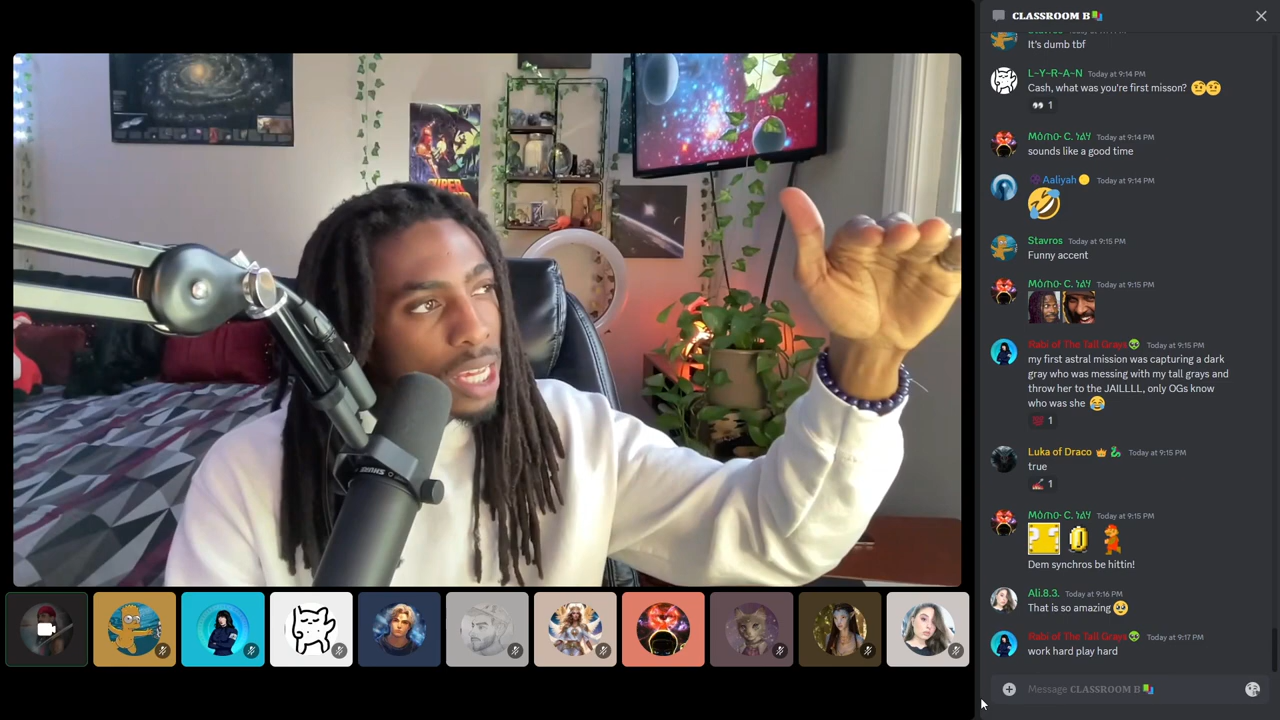 CLASSROOM B
It's dumb tbf
L~Y~R~A~N Today at 9:14 PM
Cash, what was you're first misson?
1
Today at 9:14 PM
sounds like a good time
Aaliyah Today at 9:14 PM
Stavros Today at 9:15 PM
Funny accent
Today at 9:15 PM
Rabi of The Tall Grays Today at 9:15 PM
my first astral mission was capturing a dark
gray who was messing with my tall grays and
throw her to the JAILLLL, only OGs know
who was she
1
Luka of Draco Today at 9:15 PM
true
1
Today at 9:15 PM
Dem synchros be hittin!
Ali.8.3. Today at 9:16 PM
That is so amazing
Rabi of The Tall Grays Today at 9:17 PM
work hard play hard
Message CLASSROOM B
SUPER